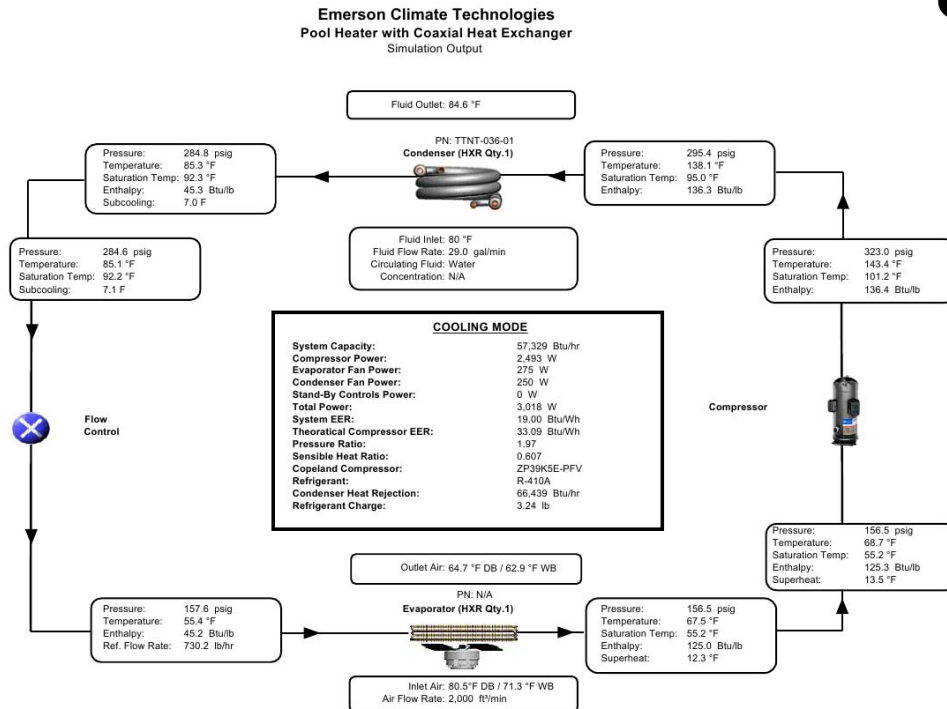 Emerson Climate Technologies
Pool Heater with Coaxial Heat Exchanger
Simulation Output
Fluid Outlet: 84.6 °F
PN: TTNT-036-01
Condenser (HXR Qty.1)
Pressure: 284.8 psig
Temperature: 85.3 °F
Saturation Temp: 92.3 °F
Enthalpy: 45.3 Btu/lb
Subcooling: 7.0 F
Pressure: 295.4 psig
Temperature: 138.1 °F
Saturation Temp: 95.0 °F
Enthalpy: 136.3 Btu/lb
Fluid Inlet: 80 °F
Fluid Flow Rate: 29.0 gal/min
Circulating Fluid: Water
Concentration: N/A
Pressure: 284.6 psig
Temperature: 85.1 °F
Saturation Temp: 92.2 °F
Subcooling: 7.1 F
Pressure: 323.0 psig
Temperature: 143.4 °F
Saturation Temp: 101.2 °F
Enthalpy: 136.4 Btu/lb
COOLING MODE
System Capacity: 57,329 Btu/hr
Compressor Power: 2,493 W
Evaporator Fan Power: 275 W
Condenser Fan Power: 250 W
Stand-By Controls Power: 0 W
Total Power: 3,018 W
System EER: 19.00 Btu/Wh
Theoratical Compressor EER: 33.09 Btu/Wh
Pressure Ratio: 1.97
Sensible Heat Ratio: 0.607
Copeland Compressor: ZP39K5E-PFV
Refrigerant: R-410A
Condenser Heat Rejection: 66,439 Btu/hr
Refrigerant Charge: 3.24 lb
Flow
Control
Compressor
Pressure: 156.5 psig
Temperature: 68.7 °F
Saturation Temp: 55.2 °F
Enthalpy: 125.3 Btu/lb
Superheat: 13.5 °F
Outlet Air: 64.7 °F DB / 62.9 °F WB
PN: N/A
Evaporator (HXR Qty.1)
Pressure: 157.6 psig
Temperature: 55.4 °F
Enthalpy: 45.2 Btu/lb
Ref. Flow Rate: 730.2 lb/hr
Pressure: 156.5 psig
Temperature: 67.5 °F
Saturation Temp: 55.2 °F
Enthalpy: 125.0 Btu/lb
Superheat: 12.3 °F
Inlet Air: 80.5°F DB / 71.3 °F WB
Air Flow Rate: 2,000 ft³/min